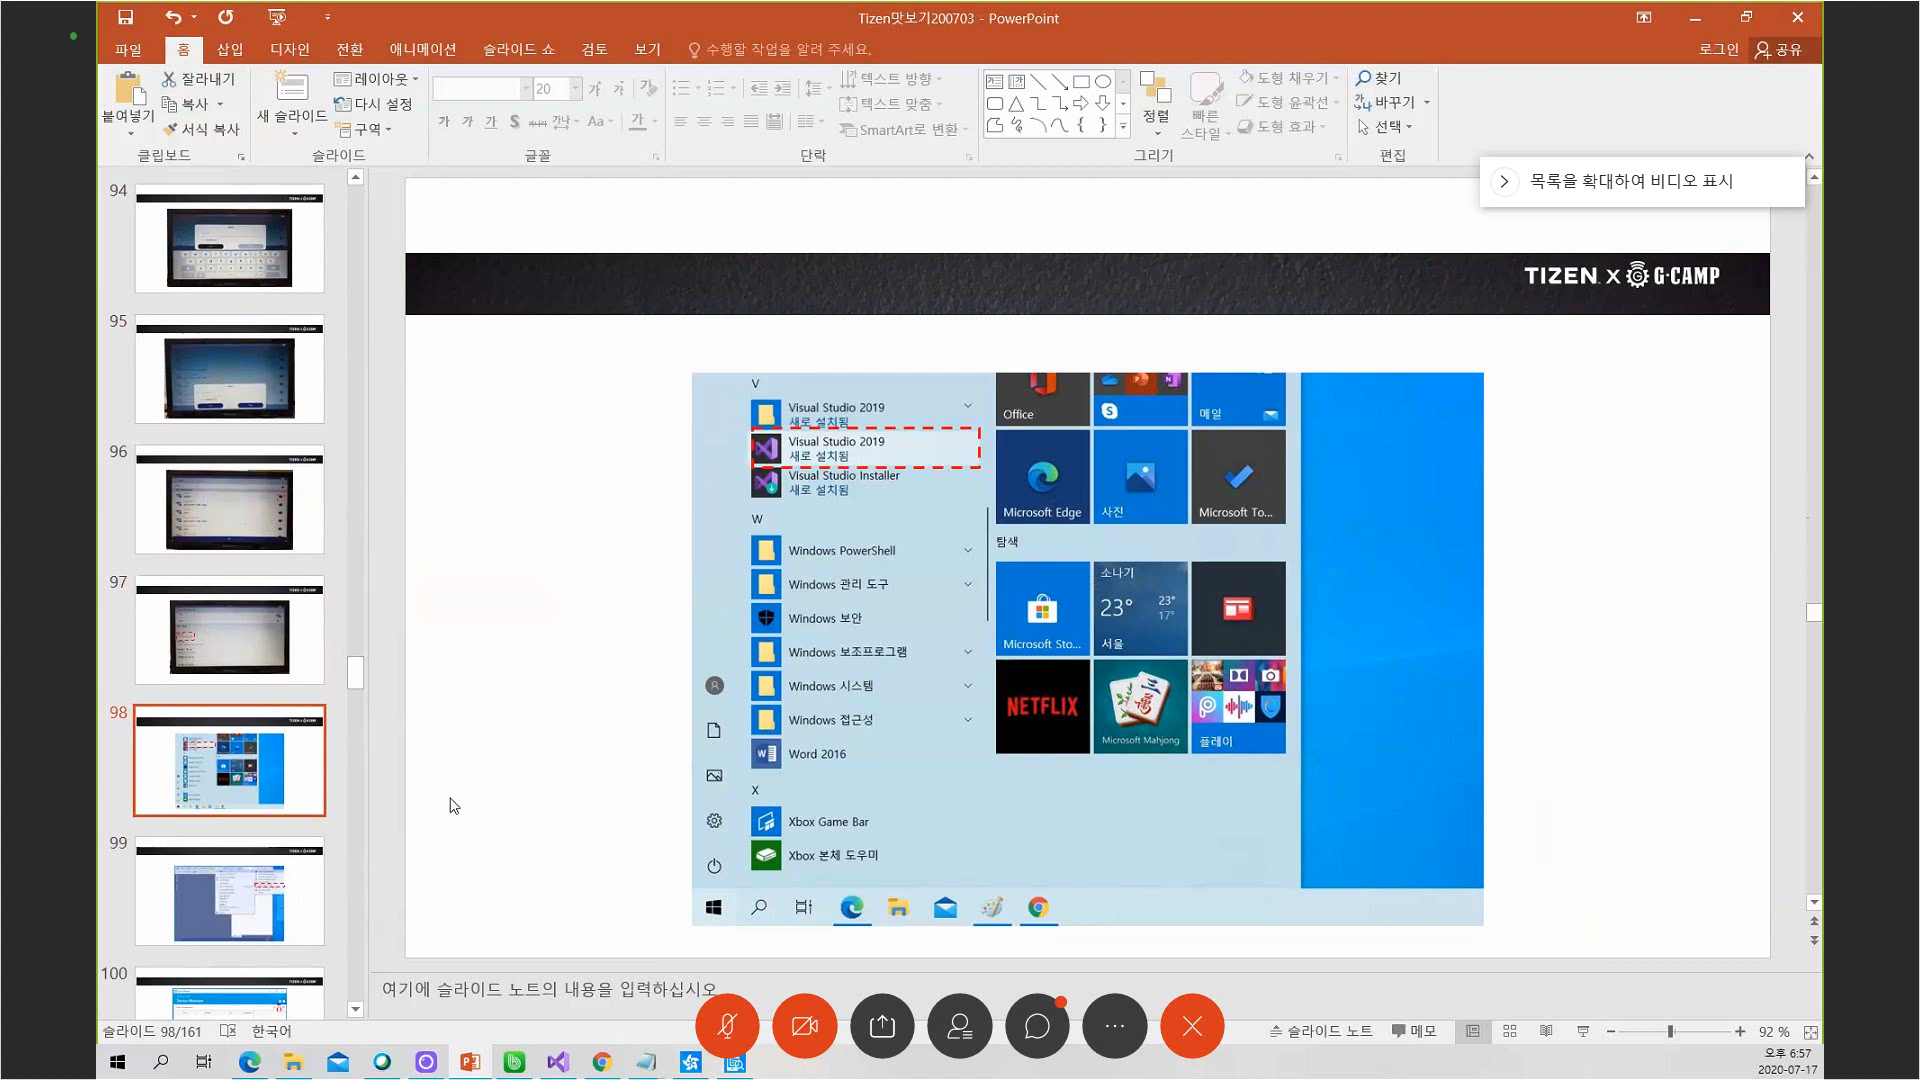 Tizen맛보기200703 - PowerPoint
파일
홈
삽입
디자인
전환
애니메이션
슬라이드 쇼
검토
보기
수행할 작업을 알려 주세요.
로그인
공유
붙여넣기
잘라내기
복사
서식 복사
클립보드
새 슬라이드
레이아웃
다시 설정
구역
슬라이드
20
가 가 가 S abc 간 Aa 가
글꼴
텍스트 방향
텍스트 맞춤
SmartArt로 변환
단락
정렬
빠른
스타일
도형 채우기
도형 윤곽선
도형 효과
그리기
찾기
바꾸기
선택
편집
목록을 확대하여 비디오 표시
94
95
96
97
98
99
100
TIZEN X G·CAMP
V
Visual Studio 2019
새로 설치됨
Visual Studio 2019
새로 설치됨
Visual Studio Installer
새로 설치됨
W
Windows PowerShell
Windows 관리 도구
Windows 보안
Windows 보조프로그램
Windows 시스템
Windows 접근성
Word 2016
X
Xbox Game Bar
Xbox 본체 도우미
Office
메일
Microsoft Edge
사진
Microsoft To...
탐색
Microsoft Sto...
소나기
23°
23°
17°
서울
NETFLIX
Microsoft Mahjong
플레이
여기에 슬라이드 노트의 내용을 입력하십시오
슬라이드 98/161
한국어
슬라이드 노트
메모
92 %
오후 6:57
2020-07-17